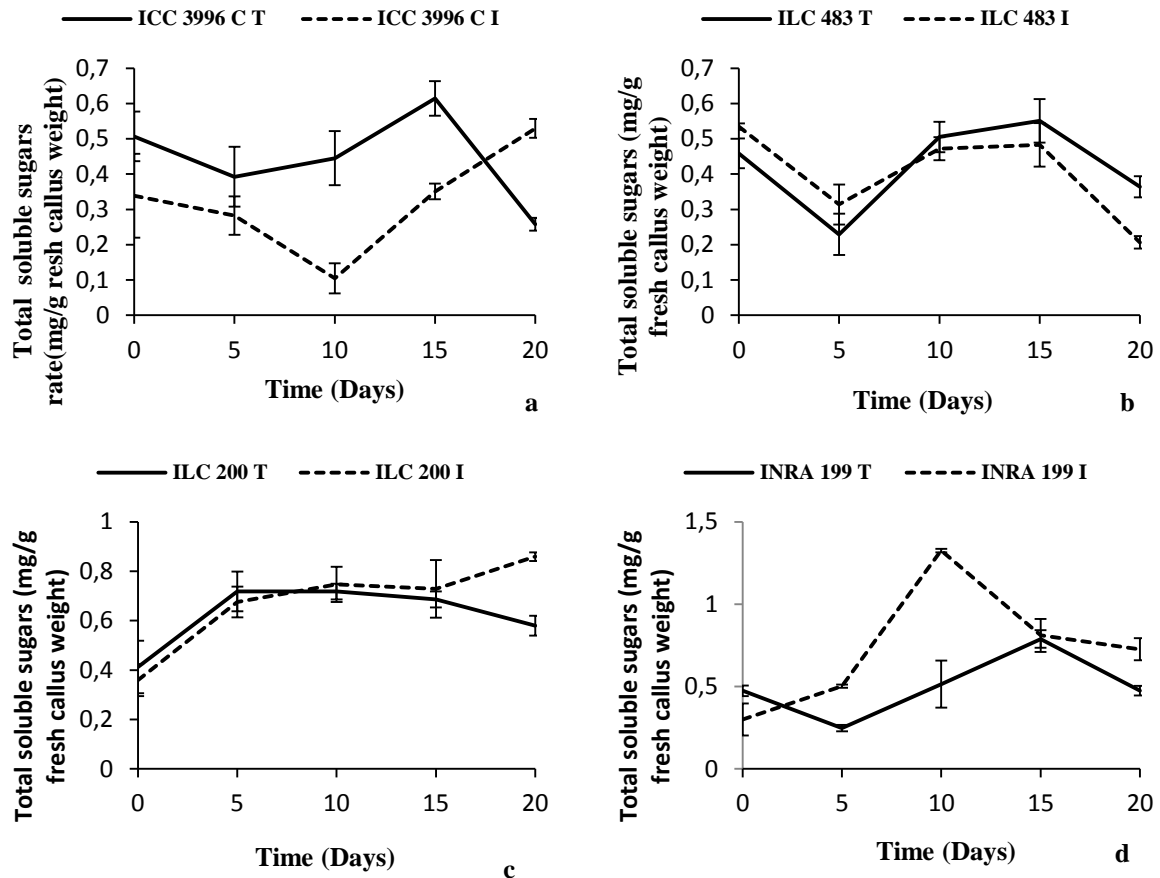 ICC 3996 C T ICC 3996 C I
Total soluble sugars
rate(mg/g resh callus weight)
0,7
0,6
0,5
0,4
0,3
0,2
0,1
0
0 5 10 15 20
Time (Days)
a
ILC 483 T ILC 483 I
Total soluble sugars (mg/g
fresh callus weight)
0,7
0,6
0,5
0,4
0,3
0,2
0,1
0
0 5 10 15 20
Time (Days)
b
ILC 200 T ILC 200 I
Total soluble sugars (mg/g
fresh callus weight)
1
0,8
0,6
0,4
0,2
0
0 5 10 15 20
Time (Days)
c
INRA 199 T INRA 199 I
Total soluble sugars (mg/g
fresh callus weight)
1,5
1
0,5
0
0 5 10 15 20
Time (Days)
d